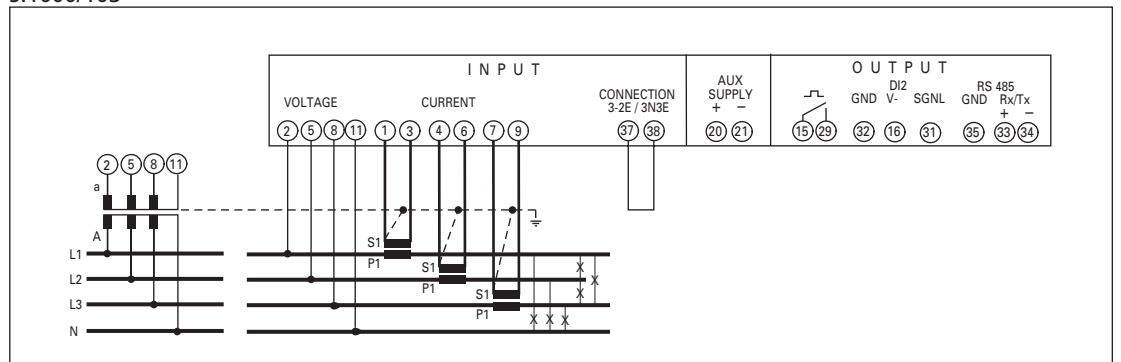 INPUT
OUTPUT
VOLTAGE
CURRENT
CONNECTION
3-2E / 3N3E
AUX
SUPPLY
+ −
DI2
GND V- SGNL
RS 485
GND Rx/Tx
+ −
2 5 8 11 1 3 4 6 7 9 37 38 20 21 15 29 32 16 31 35 33 34
2 5 8 11
a
A
S1
P1
S1
P1
S1
P1
L1
L2
L3
N
X
X
X
X X X